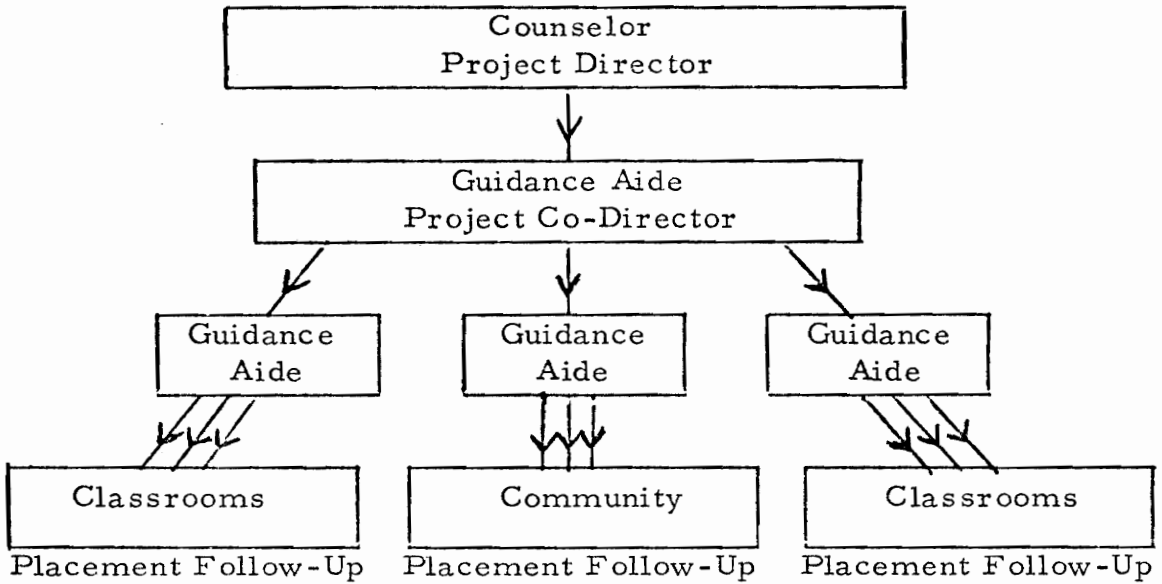 Counselor
Project Director
Guidance Aide
Project Co-Director
Guidance
Aide
Guidance
Aide
Guidance
Aide
Classrooms
Community
Classrooms
Placement Follow-Up
Placement Follow-Up
Placement Follow-Up